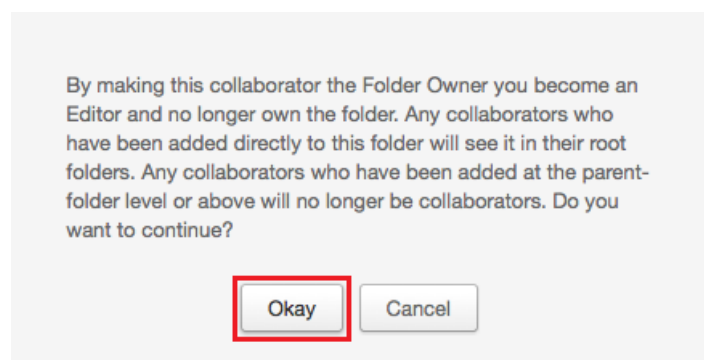 By making this collaborator the Folder Owner you become an
Editor and no longer own the folder. Any collaborators who
have been added directly to this folder will see it in their root
folders. Any collaborators who have been added at the parent-
folder level or above will no longer be collaborators. Do you
want to continue?
Okay Cancel